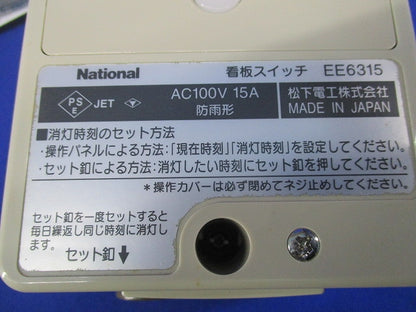 National 看板スイッチ EE6315
PS E JET AC100V 15A 松下電工株式会社
防雨形 MADE IN JAPAN
■消灯時刻のセット方法
・操作パネルによる方法:「現在時刻」「消灯時刻」を設定してください。
・セット釦による方法:消灯したい時刻にセット釦を押してください。
*操作カバーは必ず閉めてネジ止めしてください。
セット釦を一度セットすると
毎日繰返し同じ時刻に消灯し
ます。
セット釦↓